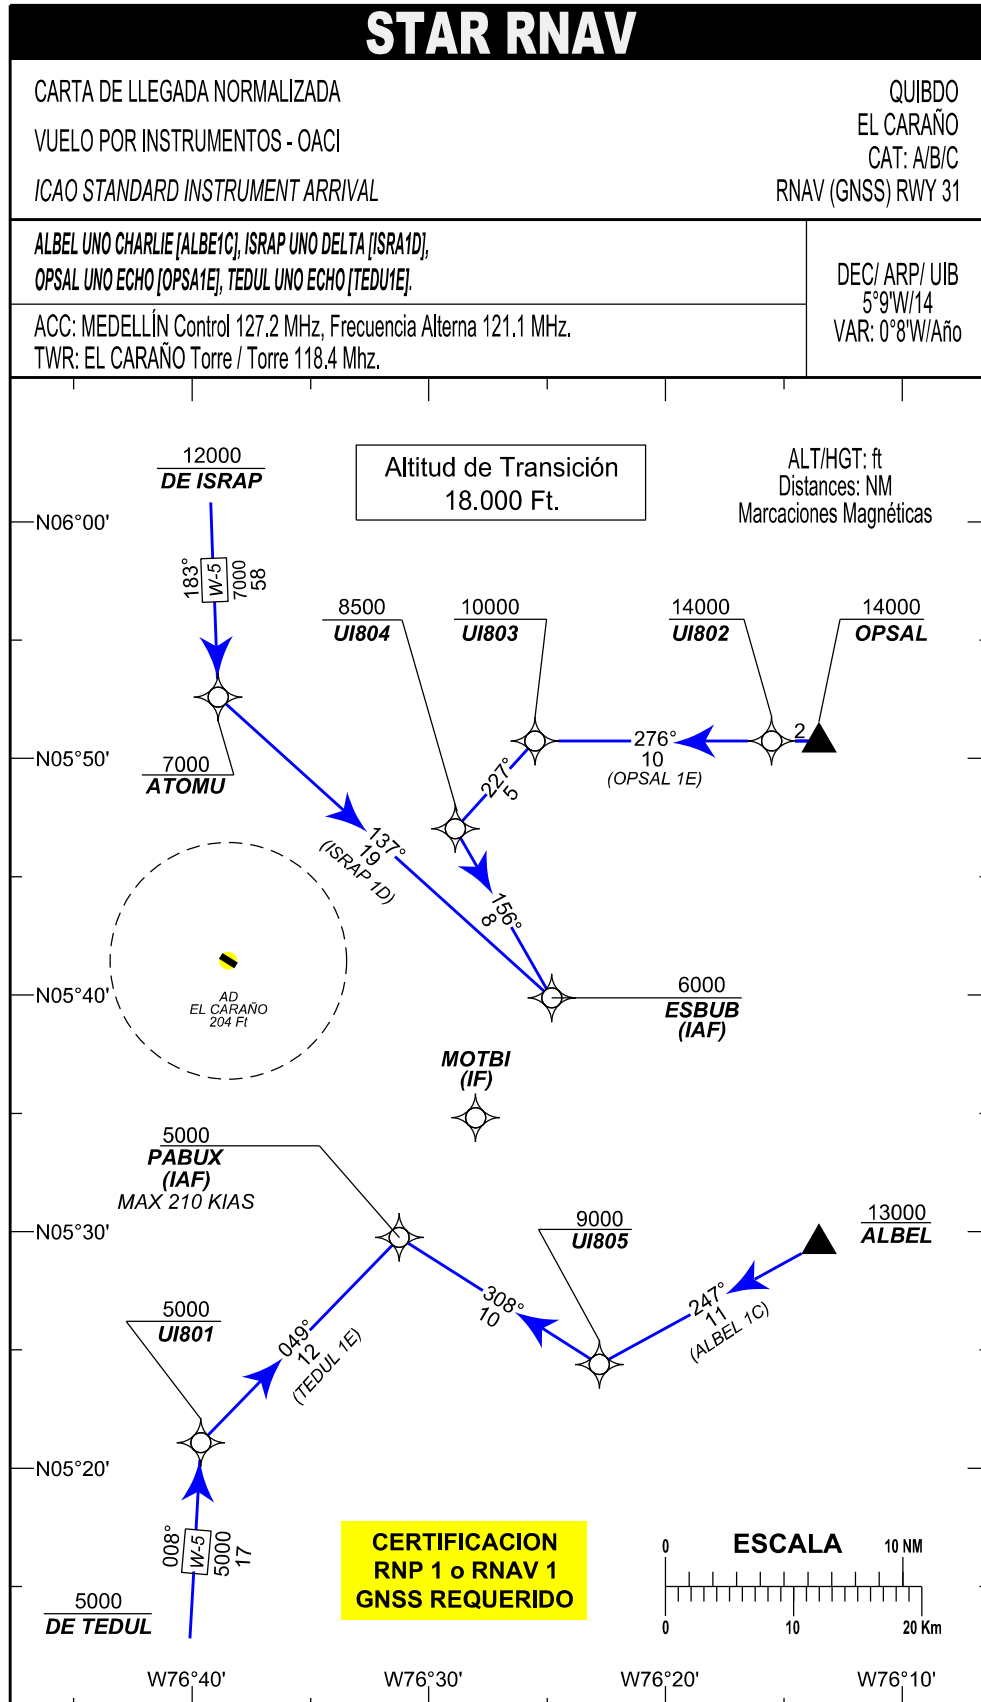 STAR RNAV
CARTA DE LLEGADA NORMALIZADA
VUELO POR INSTRUMENTOS - OACI
ICAO STANDARD INSTRUMENT ARRIVAL
QUIBDO
EL CARAÑO
CAT: A/B/C
RNAV (GNSS) RWY 31
ALBEL UNO CHARLIE [ALBE1C], ISRAP UNO DELTA [ISRA1D],
OPSAL UNO ECHO [OPSA1E], TEDUL UNO ECHO [TEDU1E].
ACC: MEDELLÍN Control 127.2 MHz, Frecuencia Alterna 121.1 MHz.
TWR: EL CARAÑO Torre / Torre 118.4 Mhz.
DEC/ ARP/ UIB
5°9'W/14
VAR: 0°8'W/Año
12000
DE ISRAP
Altitud de Transición
18.000 Ft.
ALT/HGT: ft
Distances: NM
Marcaciones Magnéticas
N06°00'
183°
W-5
7000
58
8500
UI804
10000
UI803
14000
UI802
14000
OPSAL
2
276°
10
(OPSAL 1E)
N05°50'
7000
ATOMU
227°
5
137°
19
(ISRAP 1D)
156°
8
AD
EL CARAÑO
204 Ft
N05°40'
6000
ESBUB
(IAF)
MOTBI
(IF)
5000
PABUX
(IAF)
MAX 210 KIAS
N05°30'
9000
UI805
13000
ALBEL
308°
10
247°
11
(ALBEL 1C)
5000
UI801
049°
12
(TEDUL 1E)
N05°20'
008°
W-5
5000
17
5000
DE TEDUL
CERTIFICACION
RNP 1 o RNAV 1
GNSS REQUERIDO
0
ESCALA
10 NM
0
10
20 Km
W76°40'
W76°30'
W76°20'
W76°10'